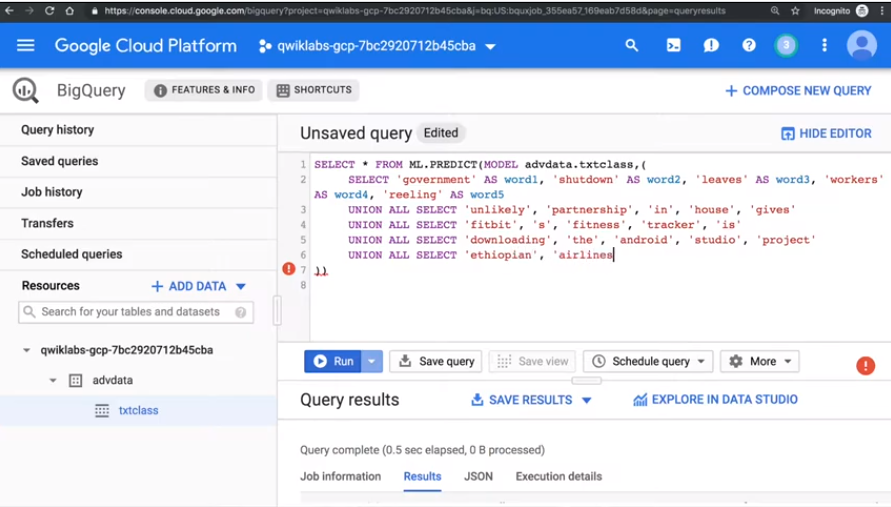 https://console.cloud.google.com/bigquery?project=qwiklabs-gcp-7bc2920712b45cba&j=bq:US:bquxjob_355ea57_169eab7d58d&page=queryresults Incognito
Google Cloud Platform qwiklabs-gcp-7bc2920712b45cba 3
BigQuery FEATURES & INFO SHORTCUTS + COMPOSE NEW QUERY
Query history
Saved queries
Job history
Transfers
Scheduled queries
Resources + ADD DATA
Search for your tables and datasets
qwiklabs-gcp-7bc2920712b45cba
advdata
txtclass
Unsaved query Edited HIDE EDITOR
1 SELECT * FROM ML.PREDICT(MODEL advdata.txtclass,(
2 SELECT 'government' AS word1, 'shutdown' AS word2, 'leaves' AS word3, 'workers'
AS word4, 'reeling' AS word5
3 UNION ALL SELECT 'unlikely', 'partnership', 'in', 'house', 'gives'
4 UNION ALL SELECT 'fitbit', 's', 'fitness', 'tracker', 'is'
5 UNION ALL SELECT 'downloading', 'the', 'android', 'studio', 'project'
6 UNION ALL SELECT 'ethiopian', 'airlines
7 ))
8
Run Save query Save view Schedule query More
Query results SAVE RESULTS EXPLORE IN DATA STUDIO
Query complete (0.5 sec elapsed, 0 B processed)
Job information Results JSON Execution details